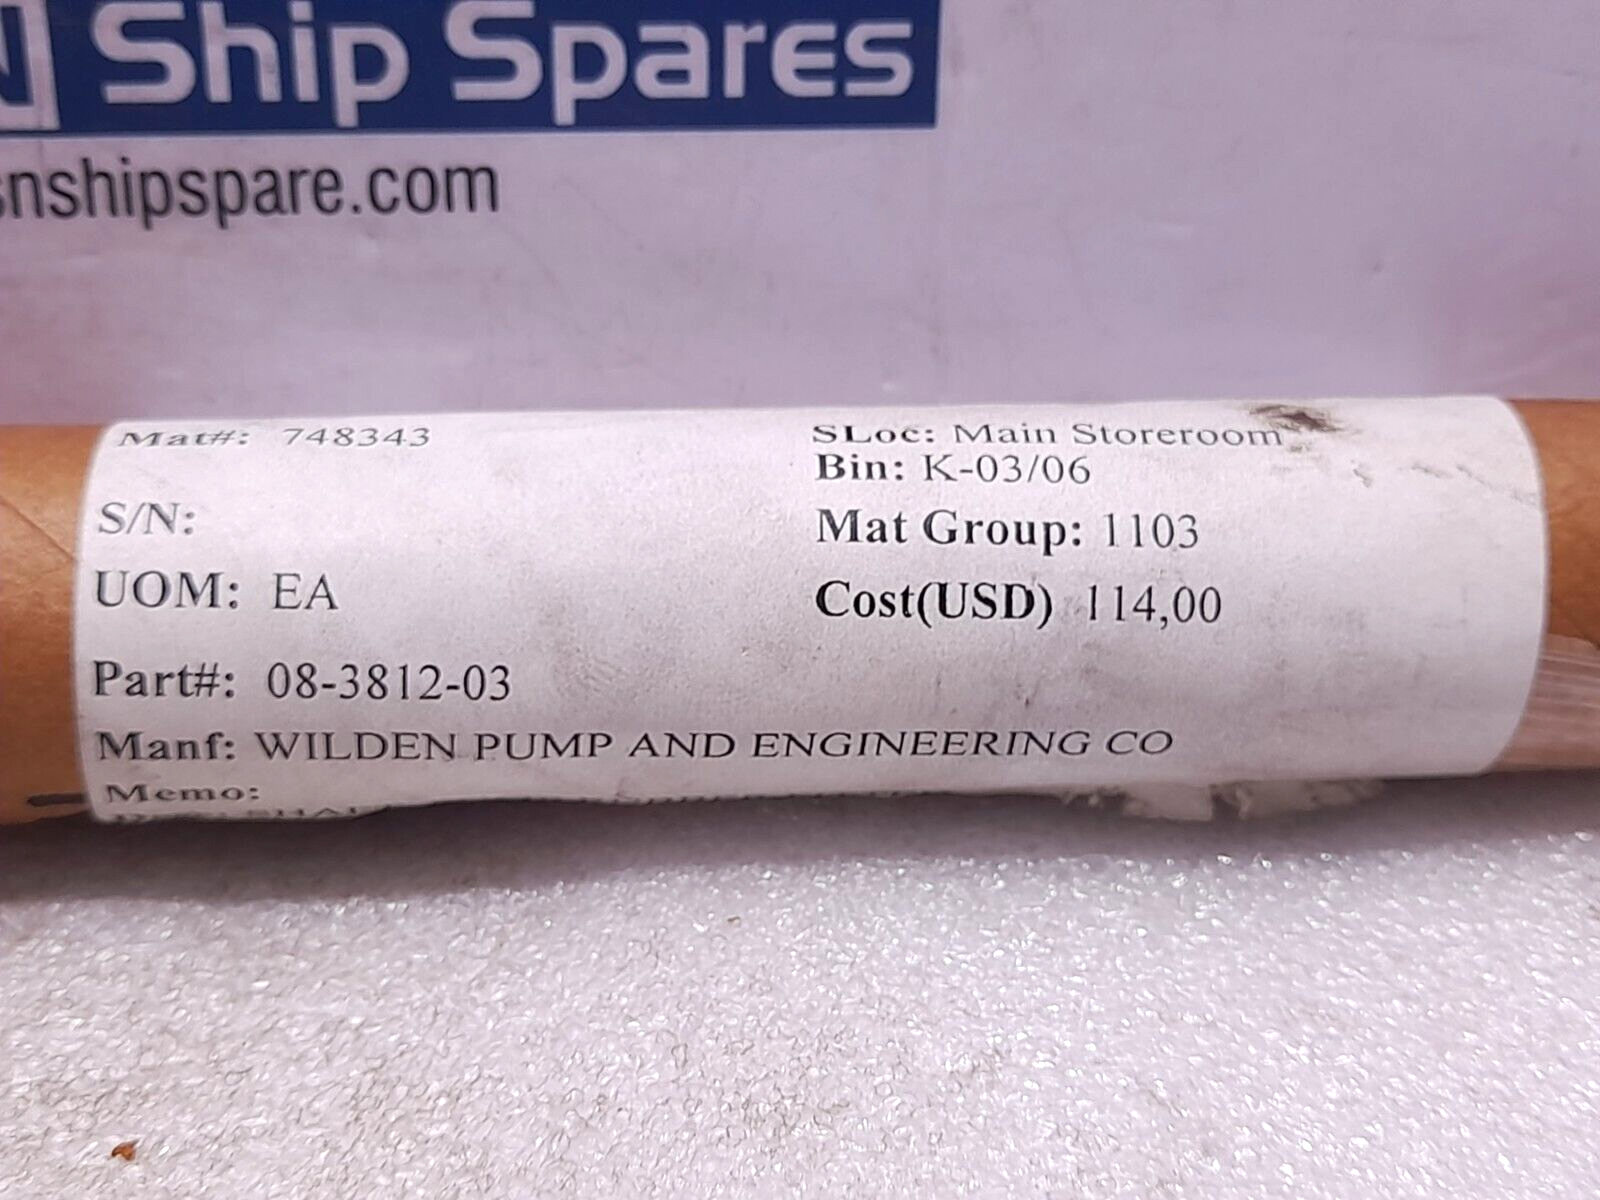 Ship Spares
snshipspare.com
Mat#: 748343
SLoc: Main Storeroom
Bin: K-03/06
S/N:
Mat Group: 1103
UOM: EA
Cost(USD) 114,00
Part#: 08-3812-03
Manf: WILDEN PUMP AND ENGINEERING CO
Memo: